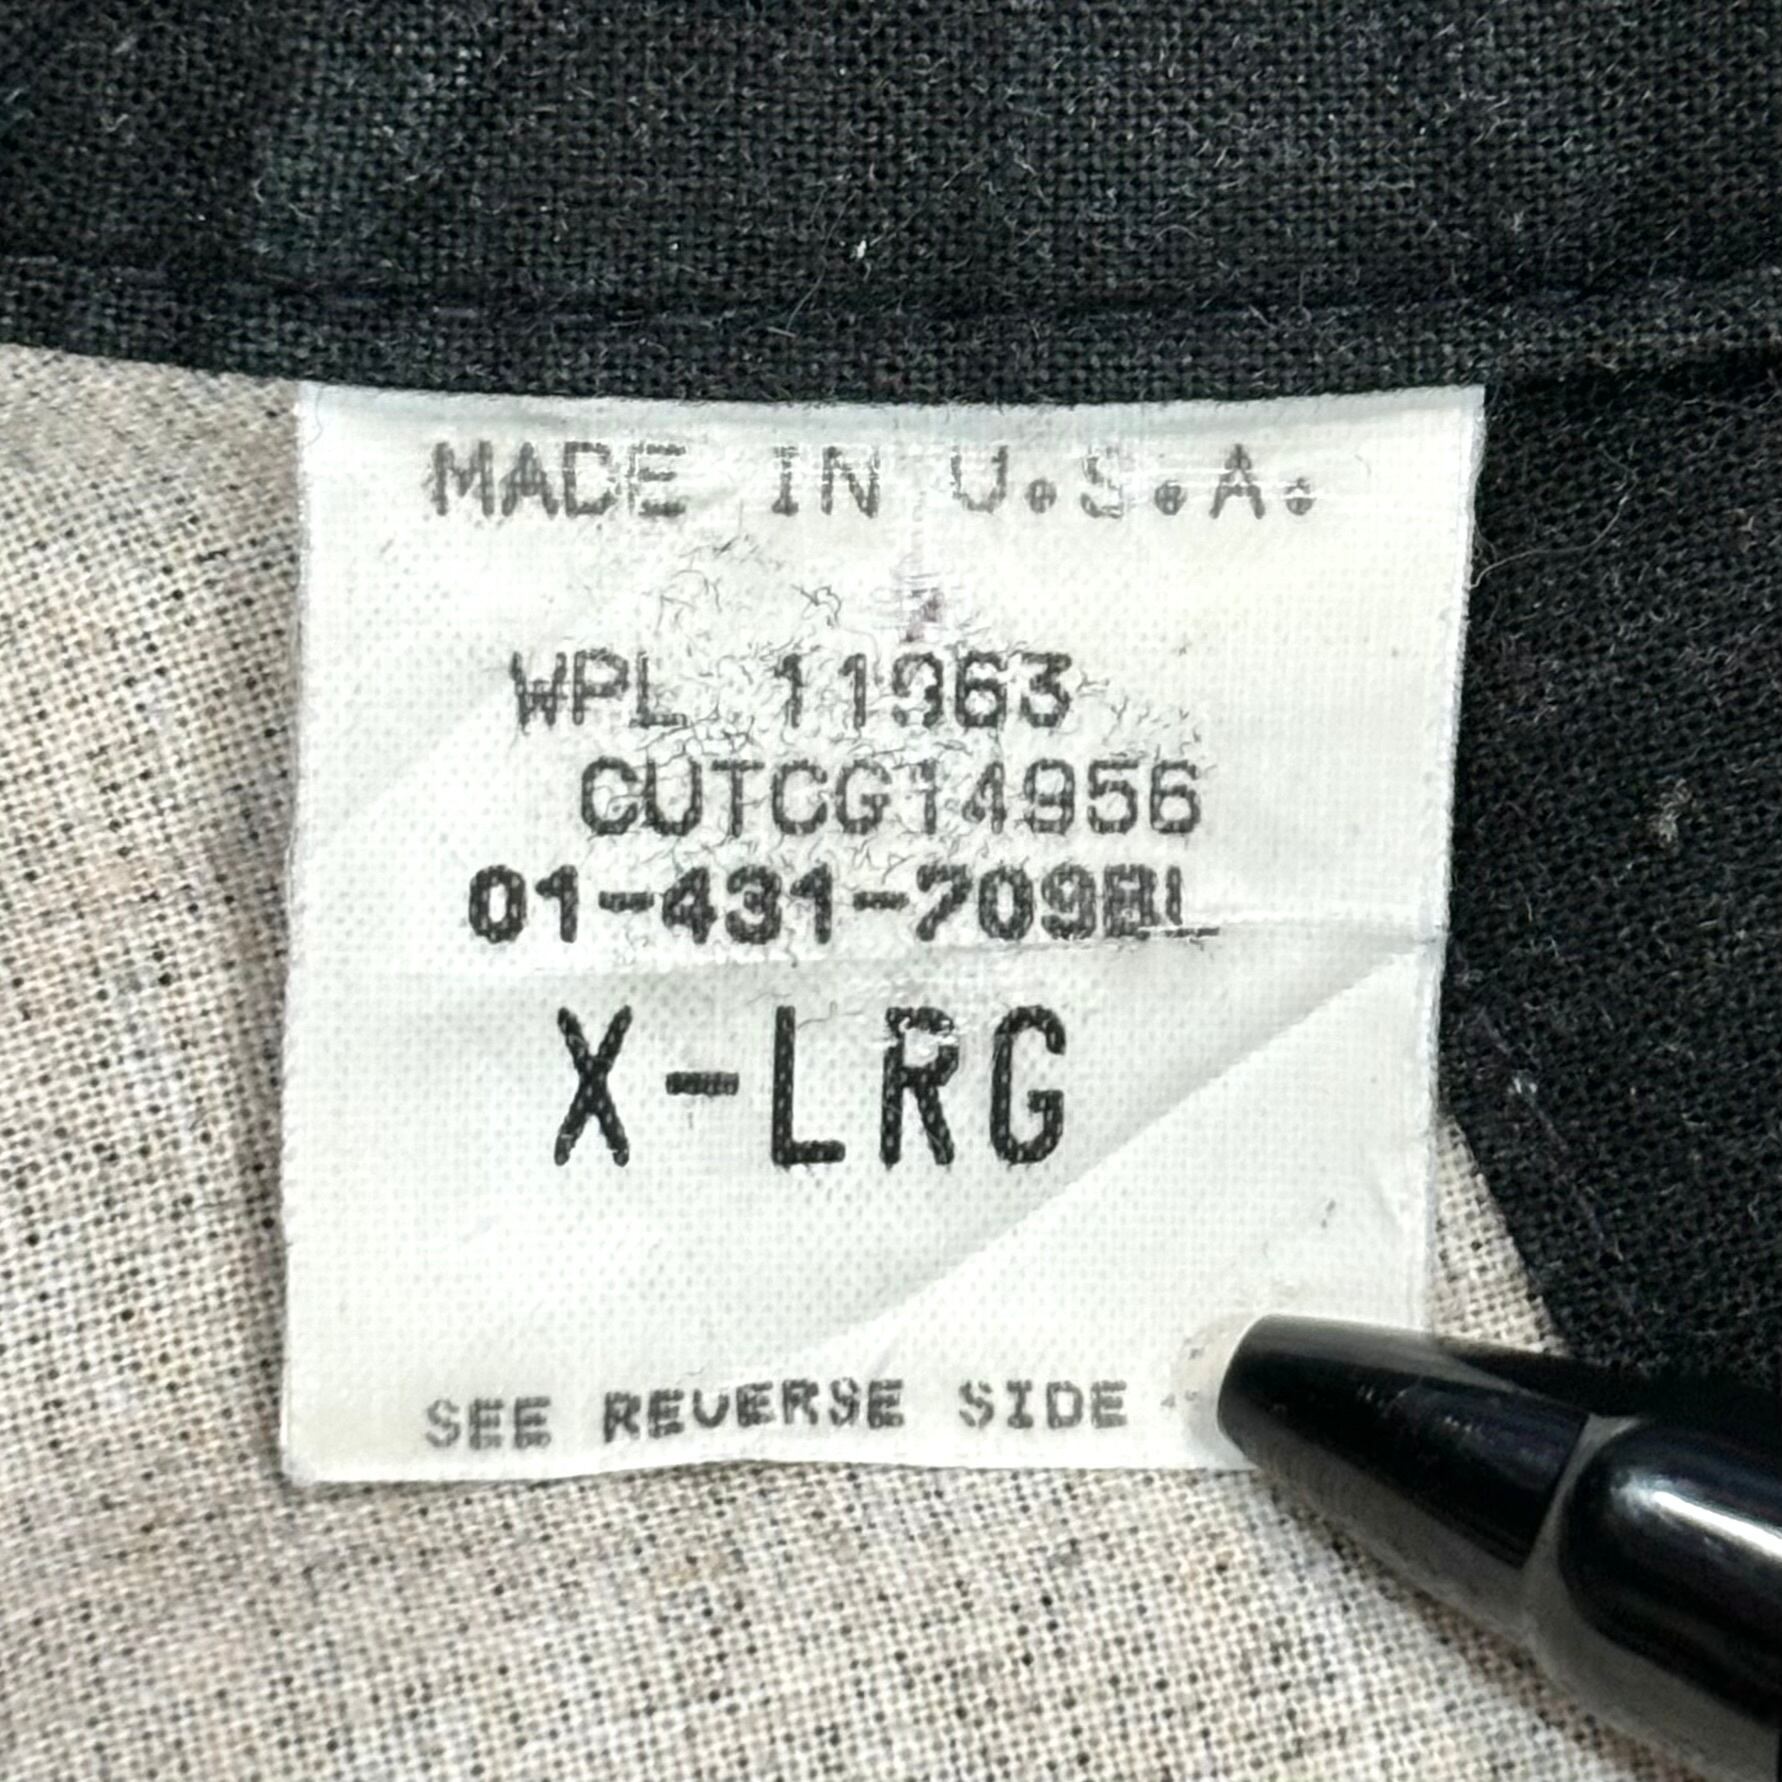 MADE IN U.S.A.
WPL 11963
CUTCG14956
01-431-709BL
X-LRG
SEE REVERSE SIDE